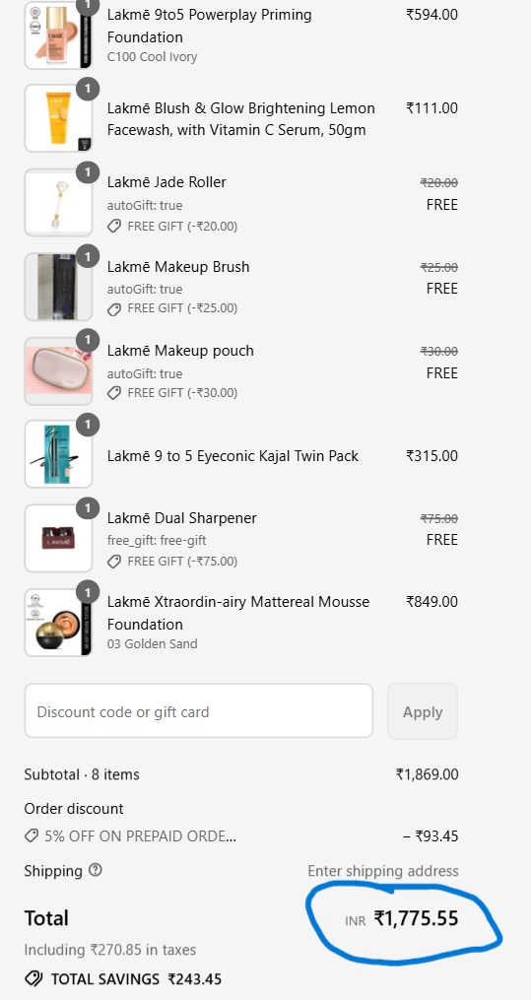 1
Lakmē 9to5 Powerplay Priming
Foundation
₹594.00
C100 Cool Ivory
1
Lakmē Blush & Glow Brightening Lemon
Facewash, with Vitamin C Serum, 50gm
₹111.00
1
Lakmē Jade Roller
₹20.00
autoGift: true
FREE
FREE GIFT (-₹20.00)
1
Lakmē Makeup Brush
₹25.00
autoGift: true
FREE
FREE GIFT (-₹25.00)
1
Lakmē Makeup pouch
₹30.00
autoGift: true
FREE
FREE GIFT (-₹30.00)
1
Lakmē 9 to 5 Eyeconic Kajal Twin Pack
₹315.00
1
Lakmē Dual Sharpener
₹75.00
free_gift: free-gift
FREE
FREE GIFT (-₹75.00)
LAKMĒ
1
Lakmē Xtraordin-airy Mattereal Mousse
Foundation
₹849.00
03 Golden Sand
Discount code or gift card
Apply
Subtotal · 8 items
₹1,869.00
Order discount
5% OFF ON PREPAID ORDE...
– ₹93.45
Shipping
Enter shipping address
Total
INR ₹1,775.55
Including ₹270.85 in taxes
TOTAL SAVINGS ₹243.45